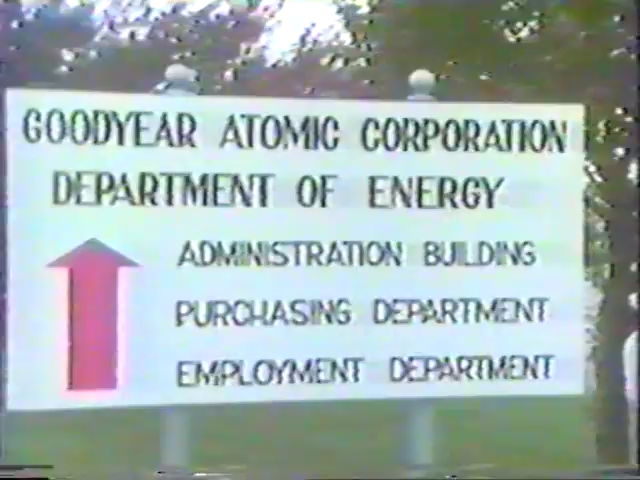 GOODYEAR ATOMIC CORPORATION
DEPARTMENT OF ENERGY
ADMINISTRATION BUILDING
PURCHASING DEPARTMENT
EMPLOYMENT DEPARTMENT